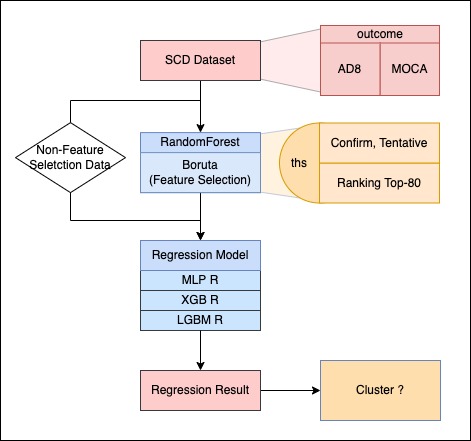 outcome
SCD Dataset
AD8
MOCA
Non-Feature
Seletction Data
RandomForest
Boruta
(Feature Selection)
ths
Confirm, Tentative
Ranking Top-80
Regression Model
MLP R
XGB R
LGBM R
Regression Result
Cluster ?